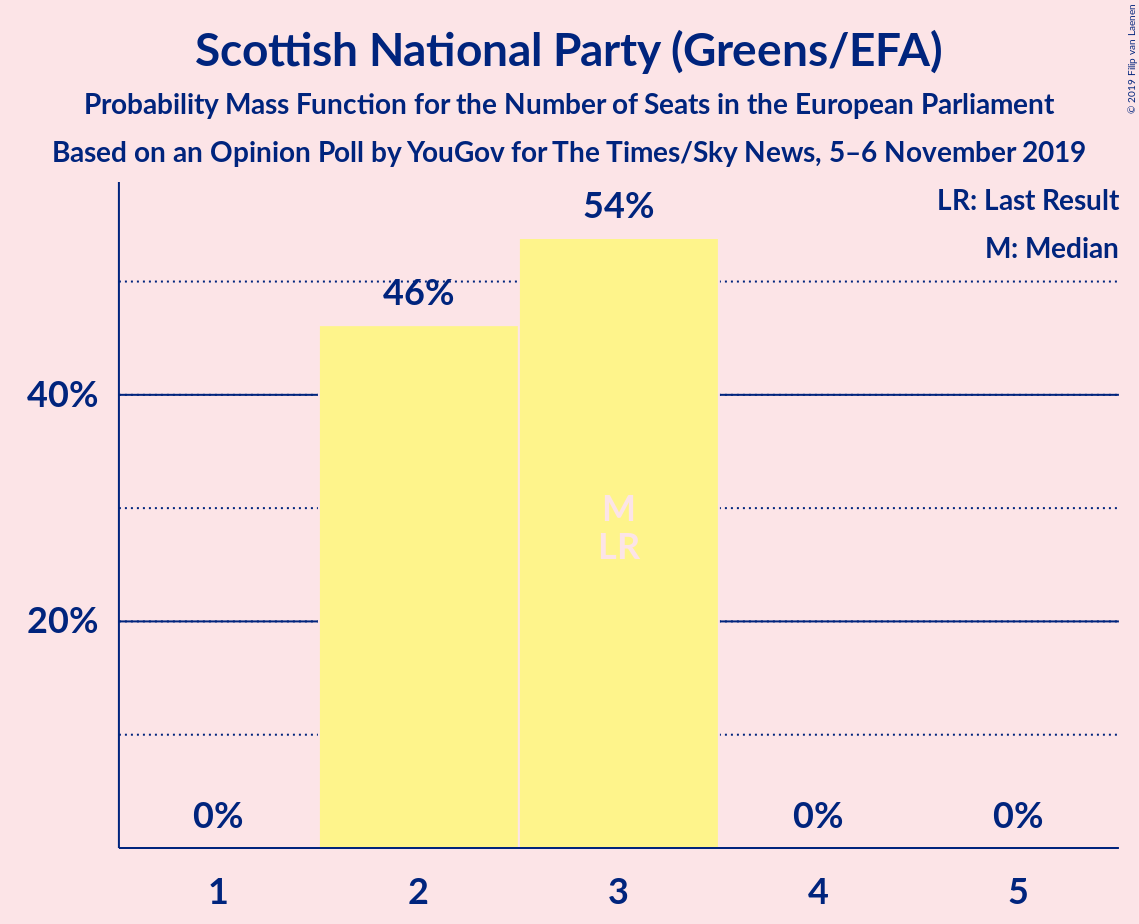 Scottish National Party (Greens/EFA)
Probability Mass Function for the Number of Seats in the European Parliament
Based on an Opinion Poll by YouGov for The Times/Sky News, 5–6 November 2019
© 2019 Filip van Laenen
LR: Last Result
M: Median
54%
46%
40%
M
LR
20%
0%
0%
0%
1
2
3
4
5